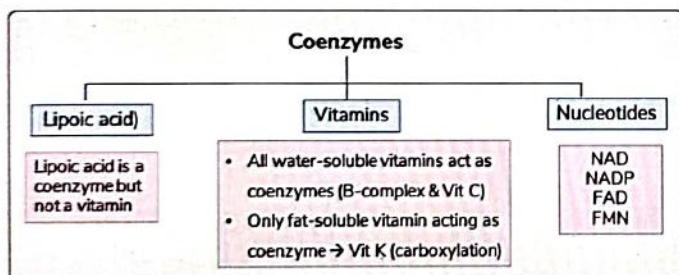 Coenzymes
Lipoic acid)
Lipoic acid is a
coenzyme but
not a vitamin
Vitamins
• All water-soluble vitamins act as
coenzymes (B-complex & Vit C)
• Only fat-soluble vitamin acting as
coenzyme → Vit K (carboxylation)
Nucleotides
NAD
NADP
FAD
FMN